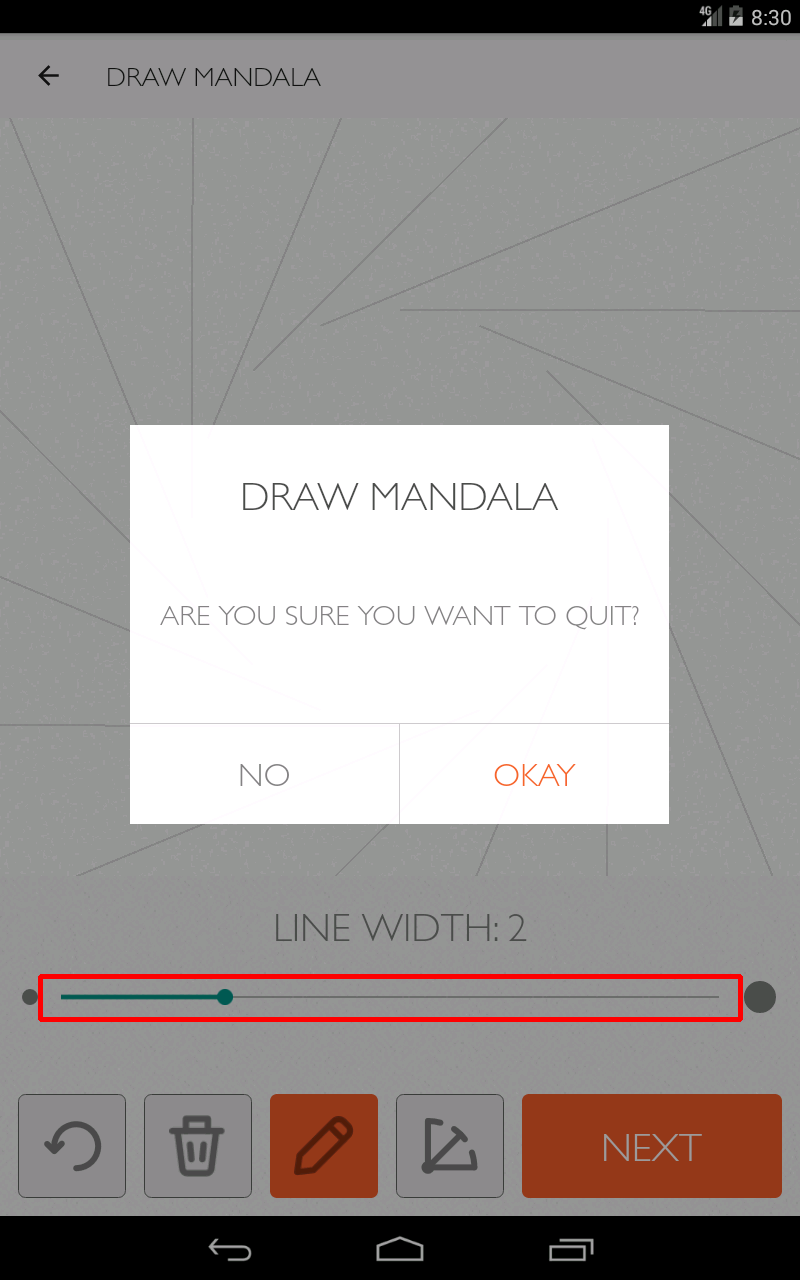 4G 8:30
DRAW MANDALA
DRAW MANDALA
ARE YOU SURE YOU WANT TO QUIT?
NO OKAY
LINE WIDTH: 2
NEXT